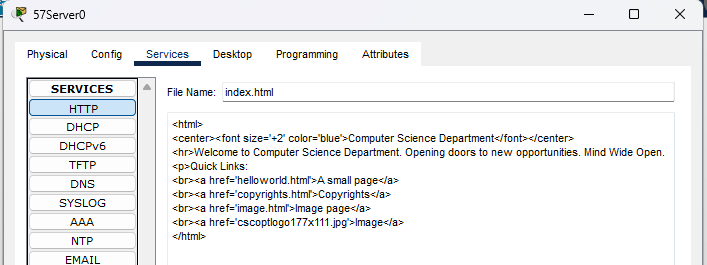 57Server0
Physical Config Services Desktop Programming Attributes
SERVICES
HTTP
DHCP
DHCPv6
TFTP
DNS
SYSLOG
AAA
NTP
EMAIL
File Name: index.html
<html>
<center><font size='+2' color='blue'>Computer Science Department</font></center>
<hr>Welcome to Computer Science Department. Opening doors to new opportunities. Mind Wide Open.
<p>Quick Links:
<br><a href='helloworld.html'>A small page</a>
<br><a href='copyrights.html'>Copyrights</a>
<br><a href='image.html'>Image page</a>
<br><a href='cscoptlogo177x111.jpg'>Image</a>
</html>